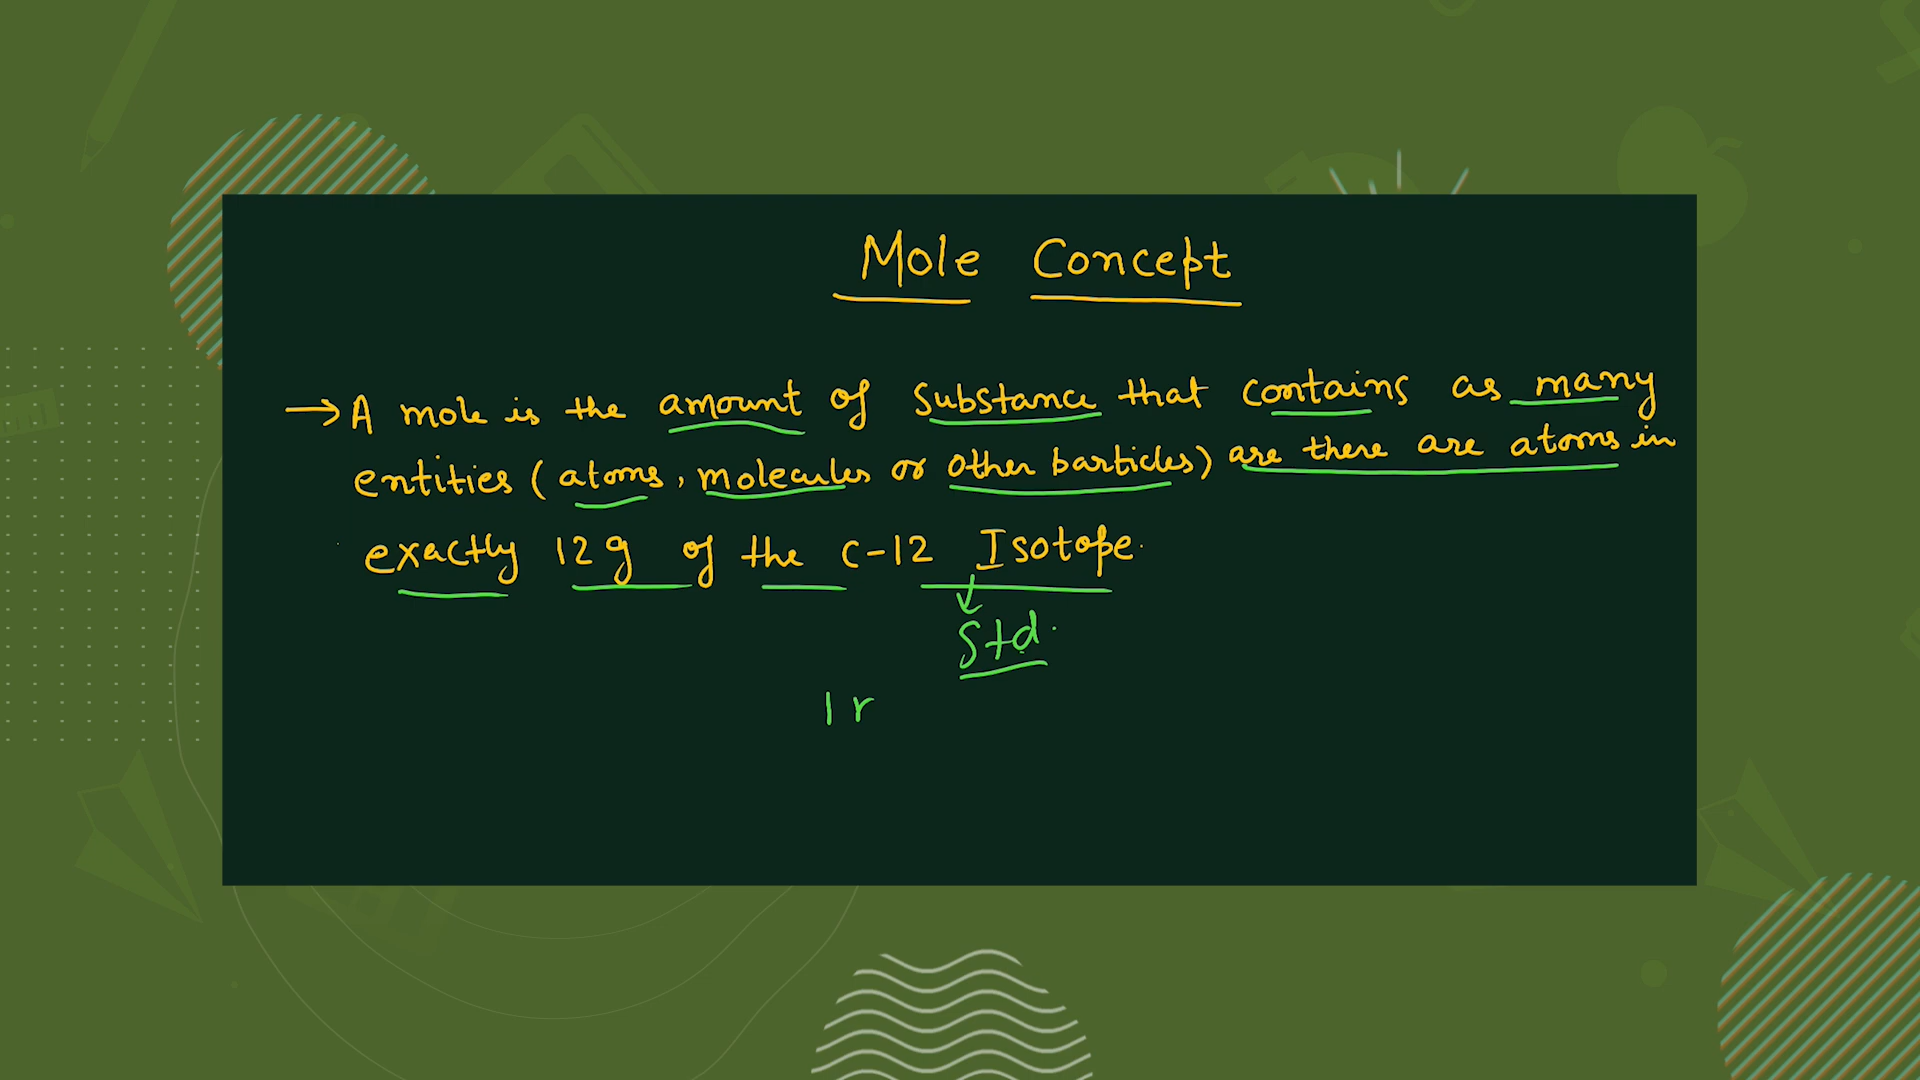 Mole Concept
→ A mole is the amount of substance that contains as many
entities (atoms, molecules or other particles) are there are atoms in
exactly 12g of the C-12 Isotope.
Std.
1 r